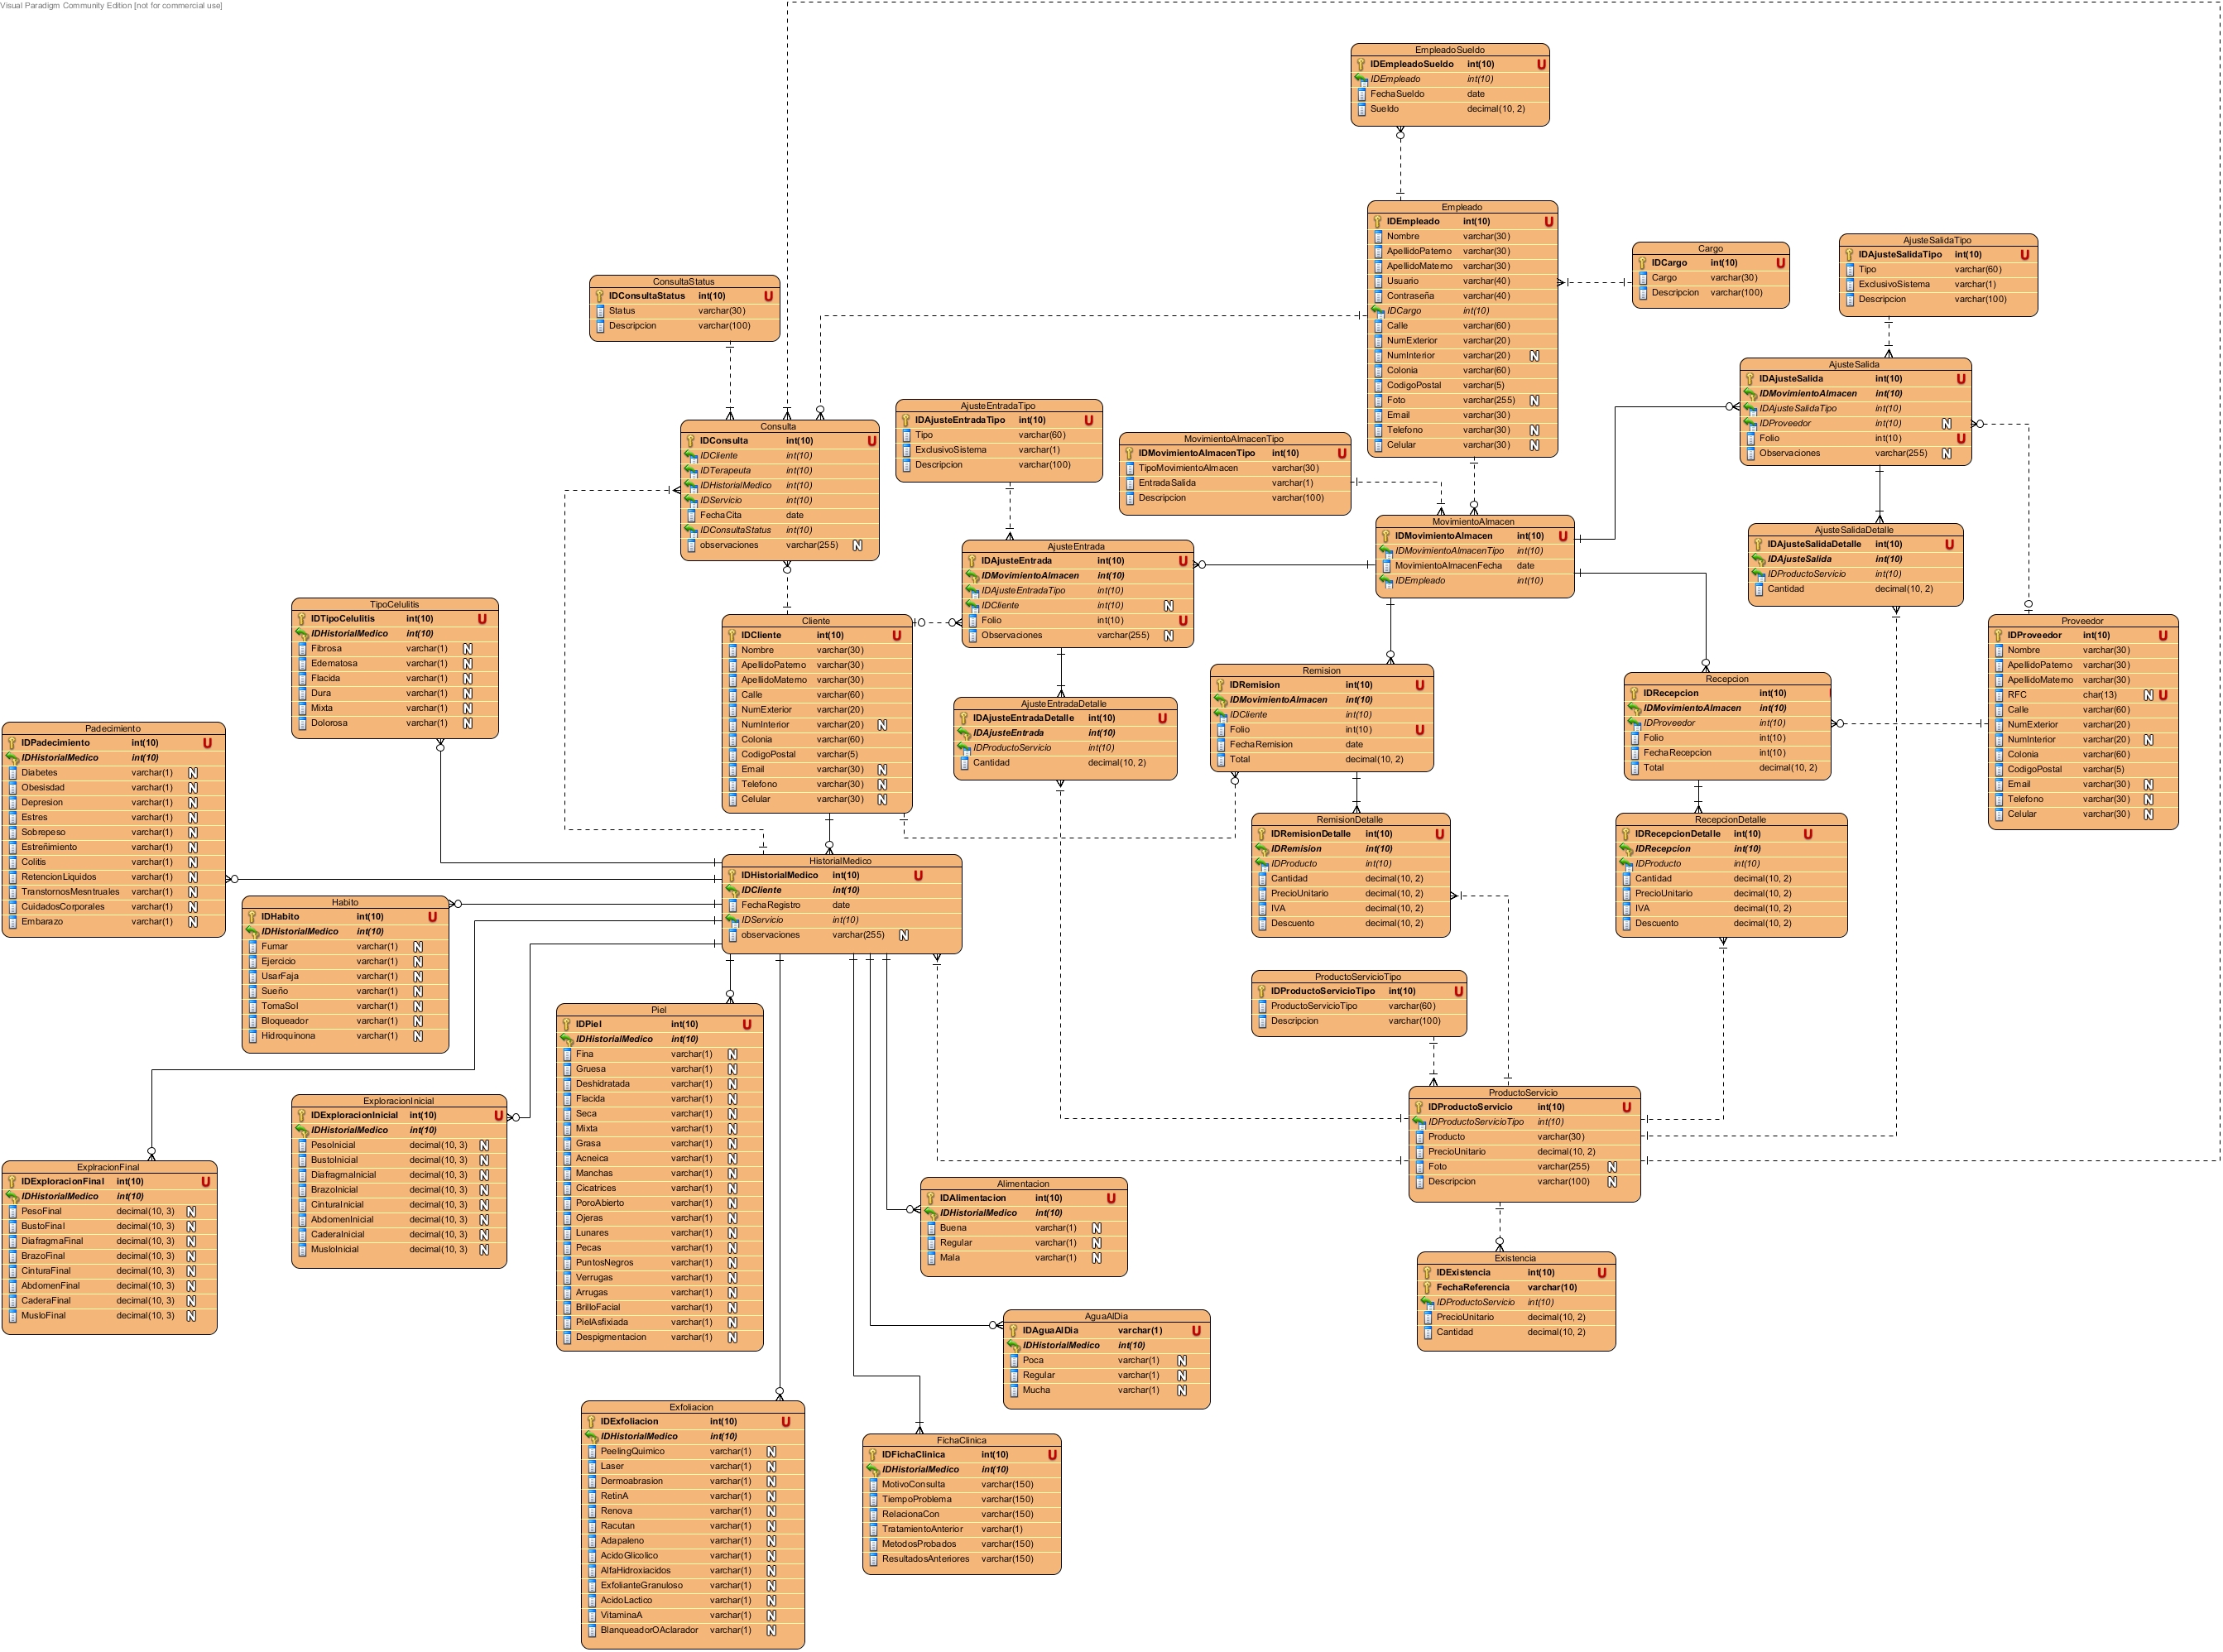 Visual Paradigm Community Edition [not for commercial use]
EmpleadoSueldo
IDEmpleadoSueldo int(10) U
IDEmpleado int(10)
FechaSueldo date
Sueldo decimal(10, 2)
Empleado
IDEmpleado int(10) U
Nombre varchar(30)
ApellidoPaterno varchar(30)
ApellidoMaterno varchar(30)
Usuario varchar(40)
Contraseña varchar(40)
IDCargo int(10)
Calle varchar(60)
NumExterior varchar(20)
NumInterior varchar(20) N
Colonia varchar(60)
CodigoPostal varchar(5)
Foto varchar(255) N
Email varchar(30)
Telefono varchar(30) N
Celular varchar(30) N
Cargo
IDCargo int(10) U
Cargo varchar(30)
Descripcion varchar(100)
AjusteSalidaTipo
IDAjusteSalidaTipo int(10) U
Tipo varchar(60)
ExclusivoSistema varchar(1)
Descripcion varchar(100)
ConsultaStatus
IDConsultaStatus int(10) U
Status varchar(30)
Descripcion varchar(100)
AjusteSalida
IDAjusteSalida int(10) U
IDMovimientoAlmacen int(10)
IDAjusteSalidaTipo int(10)
IDProveedor int(10) N
Folio int(10) U
Observaciones varchar(255) N
Consulta
IDConsulta int(10) U
IDCliente int(10)
IDTerapeuta int(10)
IDHistorialMedico int(10)
IDServicio int(10)
FechaCita date
IDConsultaStatus int(10)
observaciones varchar(255) N
AjusteEntradaTipo
IDAjusteEntradaTipo int(10) U
Tipo varchar(60)
ExclusivoSistema varchar(1)
Descripcion varchar(100)
MovimientoAlmacenTipo
IDMovimientoAlmacenTipo int(10) U
TipoMovimientoAlmacen varchar(30)
EntradaSalida varchar(1)
Descripcion varchar(100)
MovimientoAlmacen
IDMovimientoAlmacen int(10) U
IDMovimientoAlmacenTipo int(10)
MovimientoAlmacenFecha date
IDEmpleado int(10)
AjusteSalidaDetalle
IDAjusteSalidaDetalle int(10) U
IDAjusteSalida int(10)
IDProductoServicio int(10)
Cantidad decimal(10, 2)
AjusteEntrada
IDAjusteEntrada int(10) U
IDMovimientoAlmacen int(10)
IDAjusteEntradaTipo int(10)
IDCliente int(10) N
Folio int(10) U
Observaciones varchar(255) N
TipoCelulitis
IDTipoCelulitis int(10) U
IDHistorialMedico int(10)
Fibrosa varchar(1) N
Edematosa varchar(1) N
Flacida varchar(1) N
Dura varchar(1) N
Mixta varchar(1) N
Dolorosa varchar(1) N
Cliente
IDCliente int(10) U
Nombre varchar(30)
ApellidoPaterno varchar(30)
ApellidoMaterno varchar(30)
Calle varchar(60)
NumExterior varchar(20)
NumInterior varchar(20) N
Colonia varchar(60)
CodigoPostal varchar(5)
Email varchar(30) N
Telefono varchar(30) N
Celular varchar(30) N
Proveedor
IDProveedor int(10) U
Nombre varchar(30)
ApellidoPaterno varchar(30)
ApellidoMaterno varchar(30)
RFC char(13) N U
Calle varchar(60)
NumExterior varchar(20)
NumInterior varchar(20) N
Colonia varchar(60)
CodigoPostal varchar(5)
Email varchar(30) N
Telefono varchar(30) N
Celular varchar(30) N
Remision
IDRemision int(10) U
IDMovimientoAlmacen int(10)
IDCliente int(10)
Folio int(10) U
FechaRemision date
Total decimal(10, 2)
Recepcion
IDRecepcion int(10)
IDMovimientoAlmacen int(10)
IDProveedor int(10)
Folio int(10)
FechaRecepcion int(10)
Total decimal(10, 2)
AjusteEntradaDetalle
IDAjusteEntradaDetalle int(10) U
IDAjusteEntrada int(10)
IDProductoServicio int(10)
Cantidad decimal(10, 2)
Padecimiento
IDPadecimiento int(10) U
IDHistorialMedico int(10)
Diabetes varchar(1) N
Obesisdad varchar(1) N
Depresion varchar(1) N
Estres varchar(1) N
Sobrepeso varchar(1) N
Estreñimiento varchar(1) N
Colitis varchar(1) N
RetencionLiquidos varchar(1) N
TranstornosMesntruales varchar(1) N
CuidadosCorporales varchar(1) N
Embarazo varchar(1) N
RemisionDetalle
IDRemisionDetalle int(10) U
IDRemision int(10)
IDProducto int(10)
Cantidad decimal(10, 2)
PrecioUnitario decimal(10, 2)
IVA decimal(10, 2)
Descuento decimal(10, 2)
RecepcionDetalle
IDRecepcionDetalle int(10) U
IDRecepcion int(10)
IDProducto int(10)
Cantidad decimal(10, 2)
PrecioUnitario decimal(10, 2)
IVA decimal(10, 2)
Descuento decimal(10, 2)
HistorialMedico
IDHistorialMedico int(10) U
IDCliente int(10)
FechaRegistro date
IDServicio int(10)
observaciones varchar(255) N
Habito
IDHabito int(10) U
IDHistorialMedico int(10)
Fumar varchar(1) N
Ejercicio varchar(1) N
UsarFaja varchar(1) N
Sueño varchar(1) N
TomaSol varchar(1) N
Bloqueador varchar(1) N
Hidroquinona varchar(1) N
ProductoServicioTipo
IDProductoServicioTipo int(10) U
ProductoServicioTipo varchar(60)
Descripcion varchar(100)
Piel
IDPiel int(10) U
IDHistorialMedico int(10)
Fina varchar(1) N
Gruesa varchar(1) N
Deshidratada varchar(1) N
Flacida varchar(1) N
Seca varchar(1) N
Mixta varchar(1) N
Grasa varchar(1) N
Acneica varchar(1) N
Manchas varchar(1) N
Cicatrices varchar(1) N
PoroAbierto varchar(1) N
Ojeras varchar(1) N
Lunares varchar(1) N
Pecas varchar(1) N
PuntosNegros varchar(1) N
Verrugas varchar(1) N
Arrugas varchar(1) N
BrilloFacial varchar(1) N
PielAsfixiada varchar(1) N
Despigmentacion varchar(1) N
ProductoServicio
IDProductoServicio int(10) U
IDProductoServicioTipo int(10)
Producto varchar(30)
PrecioUnitario decimal(10, 2)
Foto varchar(255) N
Descripcion varchar(100) N
ExploracionInicial
IDExploracionInicial int(10) U
IDHistorialMedico int(10)
PesoInicial decimal(10, 3) N
BustoInicial decimal(10, 3) N
DiafragmaInicial decimal(10, 3) N
BrazoInicial decimal(10, 3) N
CinturaInicial decimal(10, 3) N
AbdomenInicial decimal(10, 3) N
CaderaInicial decimal(10, 3) N
MusloInicial decimal(10, 3) N
ExplracionFinal
IDExploracionFinal int(10) U
IDHistorialMedico int(10)
PesoFinal decimal(10, 3) N
BustoFinal decimal(10, 3) N
DiafragmaFinal decimal(10, 3) N
BrazoFinal decimal(10, 3) N
CinturaFinal decimal(10, 3) N
AbdomenFinal decimal(10, 3) N
CaderaFinal decimal(10, 3) N
MusloFinal decimal(10, 3) N
Alimentacion
IDAlimentacion int(10) U
IDHistorialMedico int(10)
Buena varchar(1) N
Regular varchar(1) N
Mala varchar(1) N
Existencia
IDExistencia int(10) U
FechaReferencia varchar(10)
IDProductoServicio int(10)
PrecioUnitario decimal(10, 2)
Cantidad decimal(10, 2)
AguaAlDia
IDAguaAlDia varchar(1) U
IDHistorialMedico int(10)
Poca varchar(1) N
Regular varchar(1) N
Mucha varchar(1) N
Exfoliacion
IDExfoliacion int(10) U
IDHistorialMedico int(10)
PeelingQuimico varchar(1) N
Laser varchar(1) N
Dermoabrasion varchar(1) N
RetinA varchar(1) N
Renova varchar(1) N
Racutan varchar(1) N
Adapaleno varchar(1) N
AcidoGlicolico varchar(1) N
AlfaHidroxiacidos varchar(1) N
ExfolianteGranuloso varchar(1) N
AcidoLactico varchar(1) N
VitaminaA varchar(1) N
BlanqueadorOAclarador varchar(1) N
FichaClinica
IDFichaClinica int(10) U
IDHistorialMedico int(10)
MotivoConsulta varchar(150)
TiempoProblema varchar(150)
RelacionaCon varchar(150)
TratamientoAnterior varchar(1)
MetodosProbados varchar(150)
ResultadosAnteriores varchar(150)